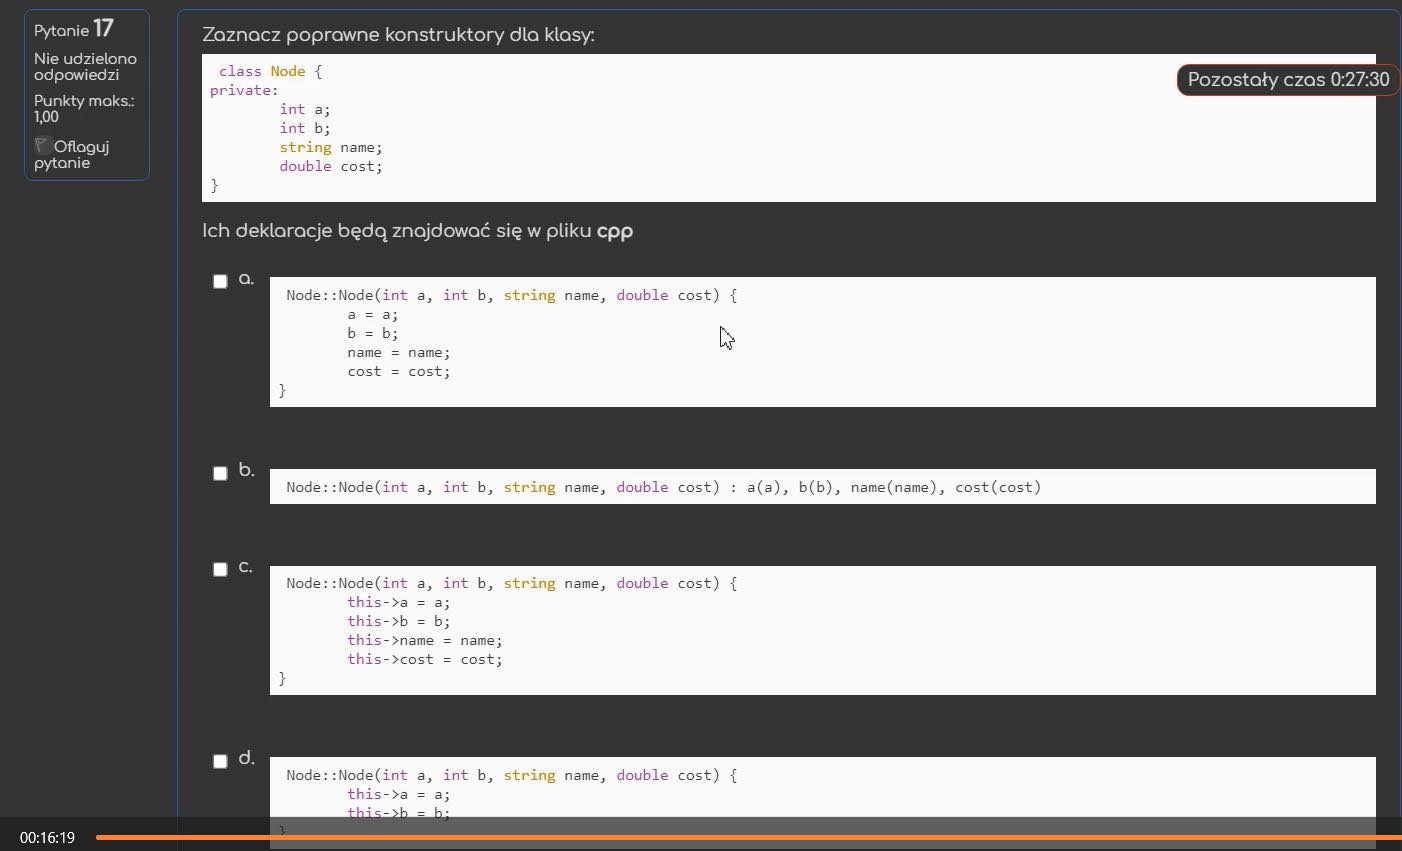 Pytanie 17
Nie udzielono
odpowiedzi
Punkty maks.:
1,00
Oflaguj
pytanie
Zaznacz poprawne konstruktory dla klasy:
class Node {
private:
int a;
int b;
string name;
double cost;
}
Pozostały czas 0:27:30
Ich deklaracje będą znajdować się w pliku cpp
a.
Node::Node(int a, int b, string name, double cost) {
a = a;
b = b;
name = name;
cost = cost;
}
b.
Node::Node(int a, int b, string name, double cost) : a(a), b(b), name(name), cost(cost)
c.
Node::Node(int a, int b, string name, double cost) {
this->a = a;
this->b = b;
this->name = name;
this->cost = cost;
}
d.
Node::Node(int a, int b, string name, double cost) {
this->a = a;
this->b = b;
}
00:16:19